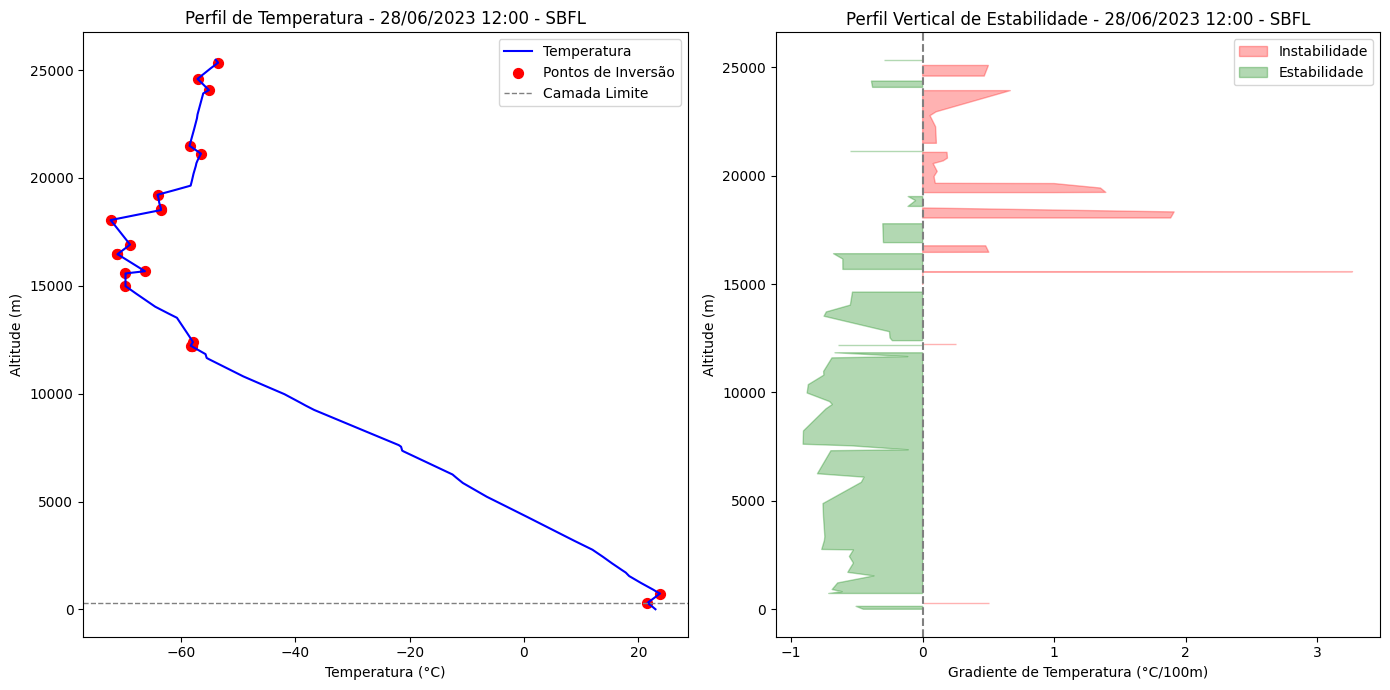 Perfil de Temperatura - 28/06/2023 12:00 - SBFL
Temperatura
Pontos de Inversão
Camada Limite
25000
20000
15000
10000
5000
0
Altitude (m)
−60
−40
−20
0
20
Temperatura (°C)
Perfil Vertical de Estabilidade - 28/06/2023 12:00 - SBFL
Instabilidade
Estabilidade
25000
20000
15000
10000
5000
0
Altitude (m)
−1
0
1
2
3
Gradiente de Temperatura (°C/100m)